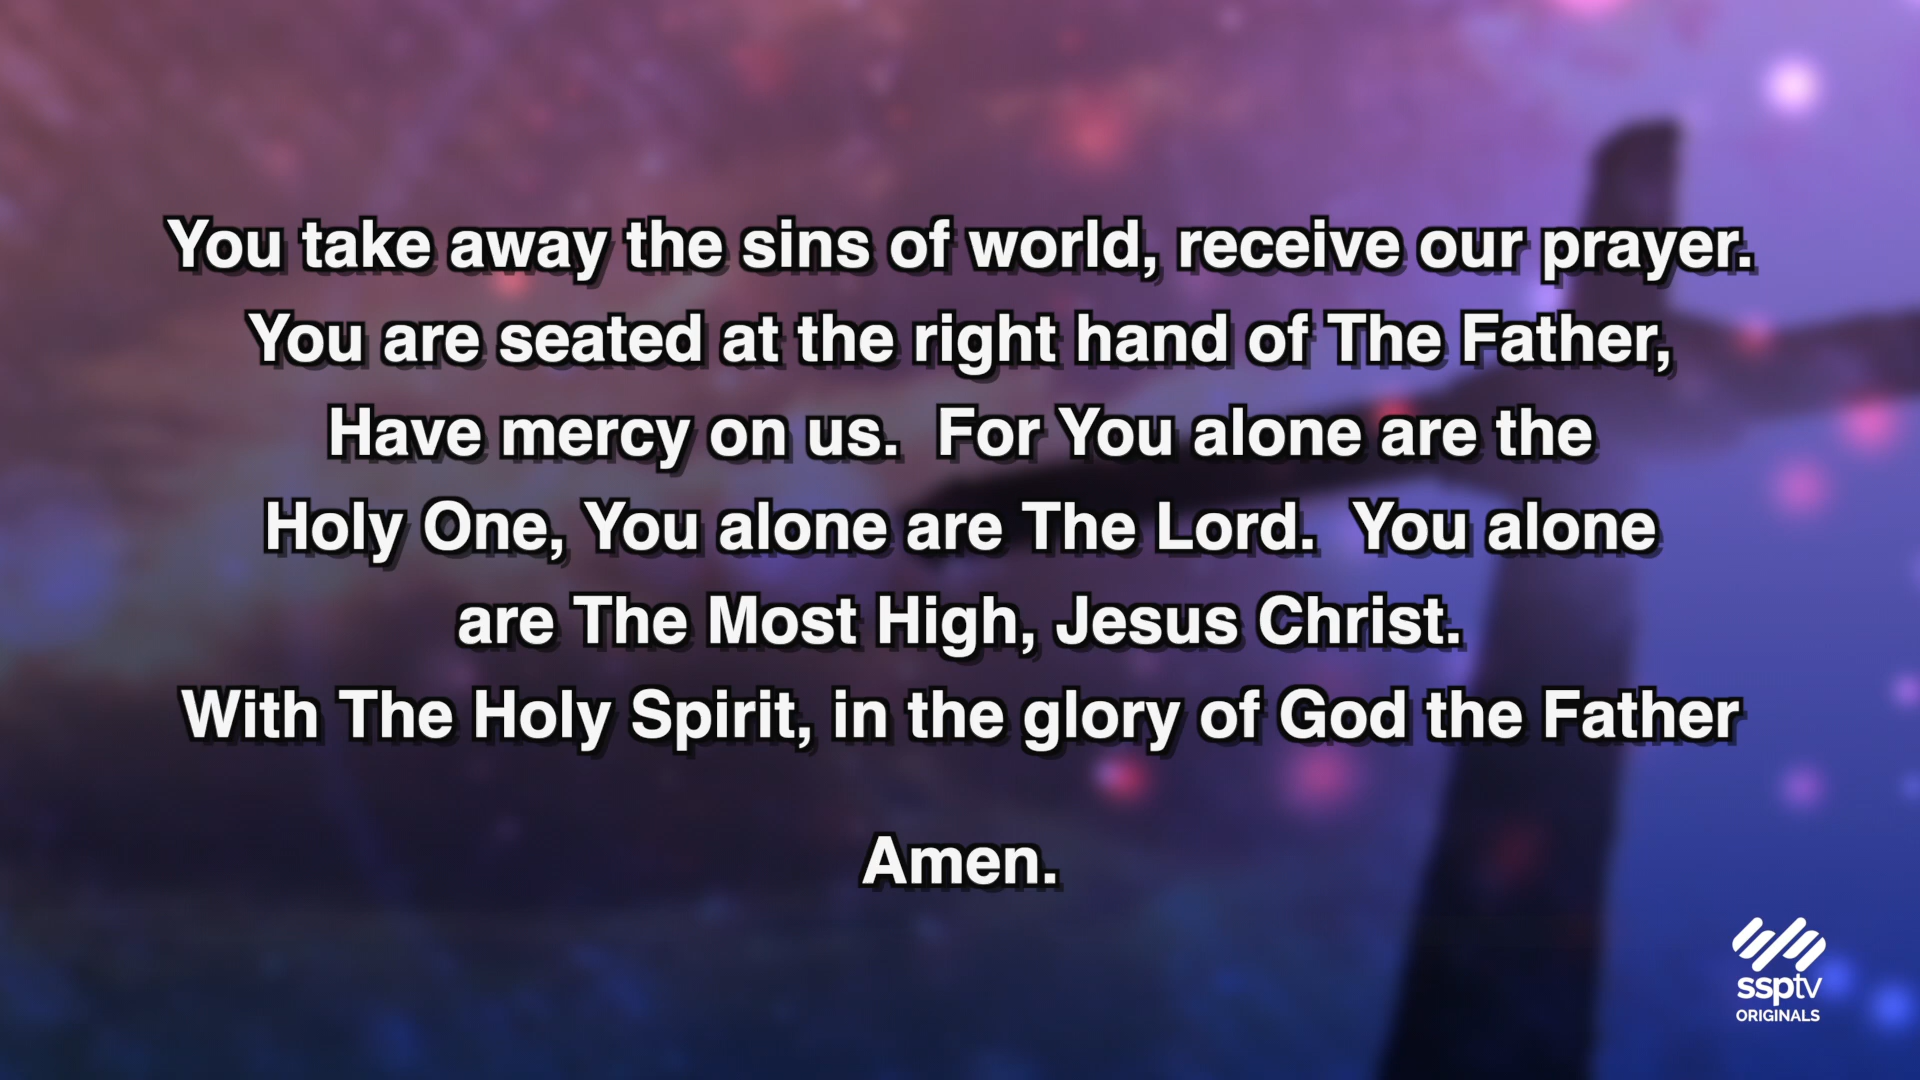 You take away the sins of world, receive our prayer.
You are seated at the right hand of The Father,
Have mercy on us.  For You alone are the
Holy One, You alone are The Lord.  You alone
are The Most High, Jesus Christ.
With The Holy Spirit, in the glory of God the Father
Amen.
ssptv
ORIGINALS